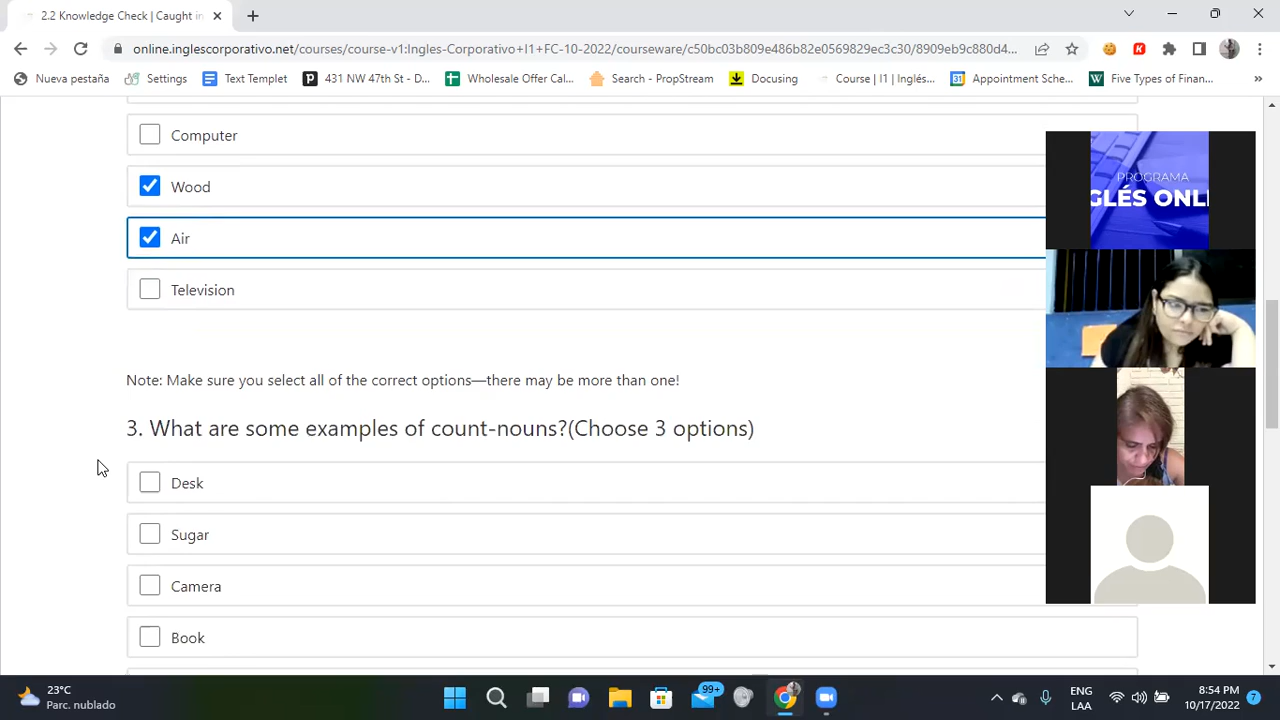 2.2 Knowledge Check | Caught in
online.inglescorporativo.net/courses/course-v1:Ingles-Corporativo+I1+FC-10-2022/courseware/c50bc03b809e486b82e0569829ec3c30/8909eb9c880d4...
Nueva pestaña Settings Text Templet 431 NW 47th St - D... Wholesale Offer Cal... Search - PropStream Docusing Course | I1 | Inglés... Appointment Sche... Five Types of Finan... »
Computer
Wood
Air
Television
PROGRAMA
GLÉS ONLI
Note: Make sure you select all of the correct options—there may be more than one!
3. What are some examples of count-nouns?(Choose 3 options)
Desk
Sugar
Camera
Book
23°C
Parc. nublado
99+
ENG
LAA
8:54 PM
10/17/2022
7